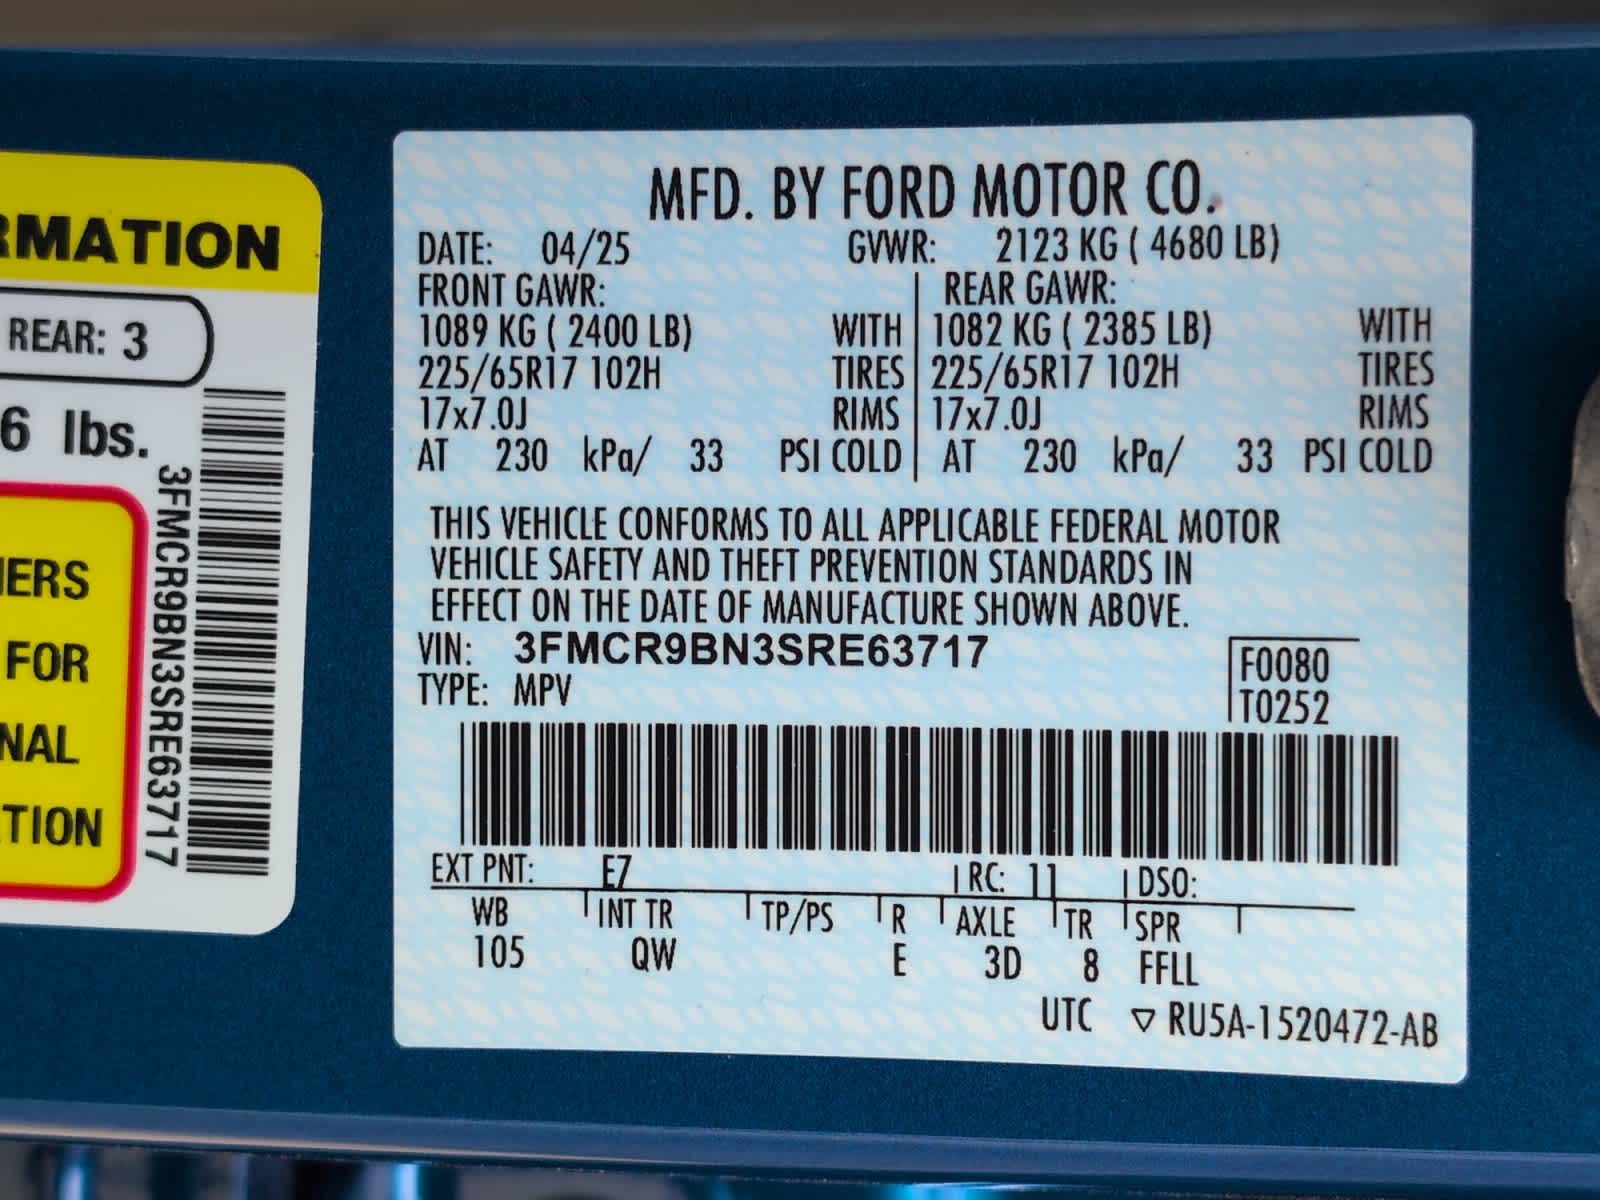 RMATION
REAR: 3
6 lbs.
3FMCR9BN3SRE63717
FOR
NAL
TION
MFD. BY FORD MOTOR CO.
DATE: 04/25 GVWR: 2123 KG ( 4680 LB)
FRONT GAWR: REAR GAWR:
1089 KG ( 2400 LB) WITH 1082 KG ( 2385 LB) WITH
225/65R17 102H TIRES 225/65R17 102H TIRES
17x7.0J RIMS 17x7.0J RIMS
AT 230 kPa/ 33 PSI COLD AT 230 kPa/ 33 PSI COLD
THIS VEHICLE CONFORMS TO ALL APPLICABLE FEDERAL MOTOR
VEHICLE SAFETY AND THEFT PREVENTION STANDARDS IN
EFFECT ON THE DATE OF MANUFACTURE SHOWN ABOVE.
VIN: 3FMCR9BN3SRE63717
F0080
TYPE: MPV
T0252
EXT PNT: E7 RC: 11 DSO:
WB INT TR TP/PS R AXLE TR SPR
105 QW E 3D 8 FFLL
UTC ▽ RU5A-1520472-AB